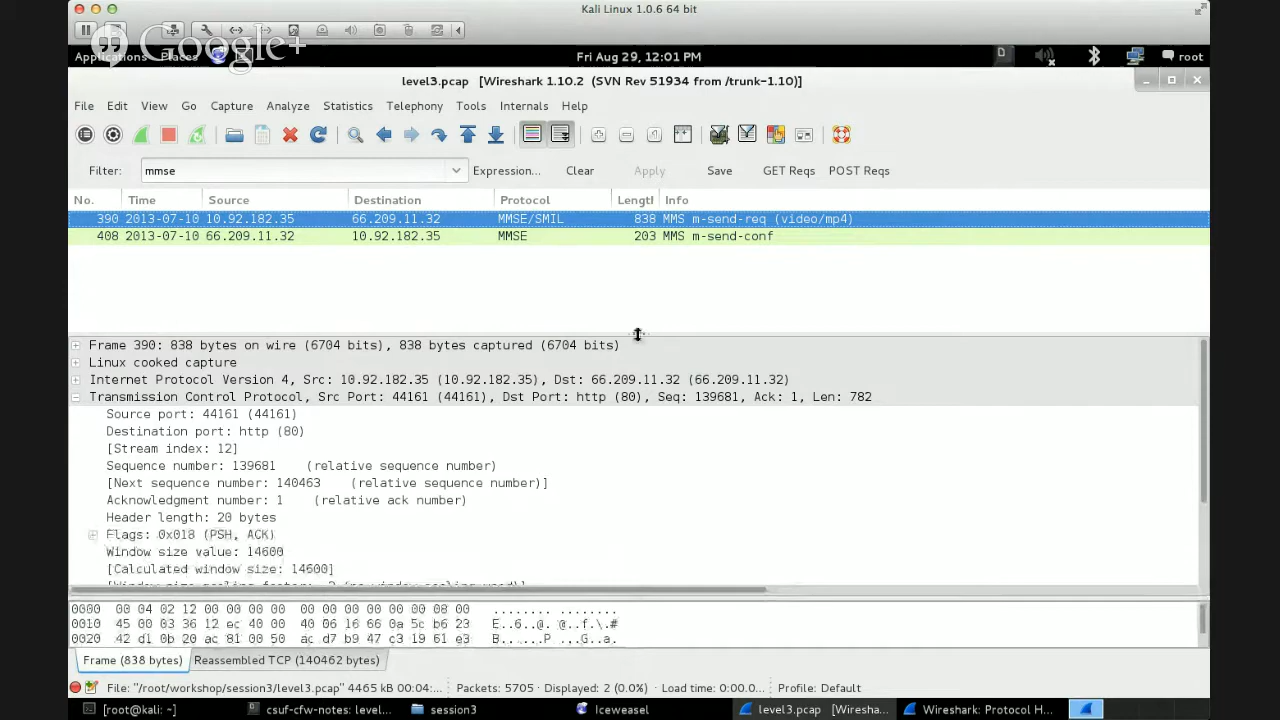 Kali Linux 1.0.6 64 bit
Google+
Applications Places Fri Aug 29, 12:01 PM root
level3.pcap [Wireshark 1.10.2 (SVN Rev 51934 from /trunk-1.10)]
File Edit View Go Capture Analyze Statistics Telephony Tools Internals Help
Filter: mmse Expression... Clear Apply Save GET Reqs POST Reqs
No. Time Source Destination Protocol Lengtl Info
390 2013-07-10 10.92.182.35 66.209.11.32 MMSE/SMIL 838 MMS m-send-req (video/mp4)
408 2013-07-10 66.209.11.32 10.92.182.35 MMSE 203 MMS m-send-conf
Frame 390: 838 bytes on wire (6704 bits), 838 bytes captured (6704 bits)
Linux cooked capture
Internet Protocol Version 4, Src: 10.92.182.35 (10.92.182.35), Dst: 66.209.11.32 (66.209.11.32)
Transmission Control Protocol, Src Port: 44161 (44161), Dst Port: http (80), Seq: 139681, Ack: 1, Len: 782
Source port: 44161 (44161)
Destination port: http (80)
[Stream index: 12]
Sequence number: 139681 (relative sequence number)
[Next sequence number: 140463 (relative sequence number)]
Acknowledgment number: 1 (relative ack number)
Header length: 20 bytes
Flags: 0x018 (PSH, ACK)
Window size value: 14600
[Calculated window size: 14600]
0000 00 04 02 12 00 00 00 00 00 00 00 00 00 00 08 00 ........ ........
0010 45 00 03 36 12 ec 40 00 40 06 16 66 0a 5c b6 23 E..6..@. @..f.\.#
0020 42 d1 0b 20 ac 81 00 50 ac d7 b9 47 c3 19 61 e3 B.. ...P ...G..a.
Frame (838 bytes) Reassembled TCP (140462 bytes)
File: "/root/workshop/session3/level3.pcap" 4465 kB 00:04:... Packets: 5705 · Displayed: 2 (0.0%) · Load time: 0:00.0... Profile: Default
[root@kali: ~] csuf-cfw-notes: level... session3 Iceweasel level3.pcap [Wiresha... Wireshark: Protocol H...